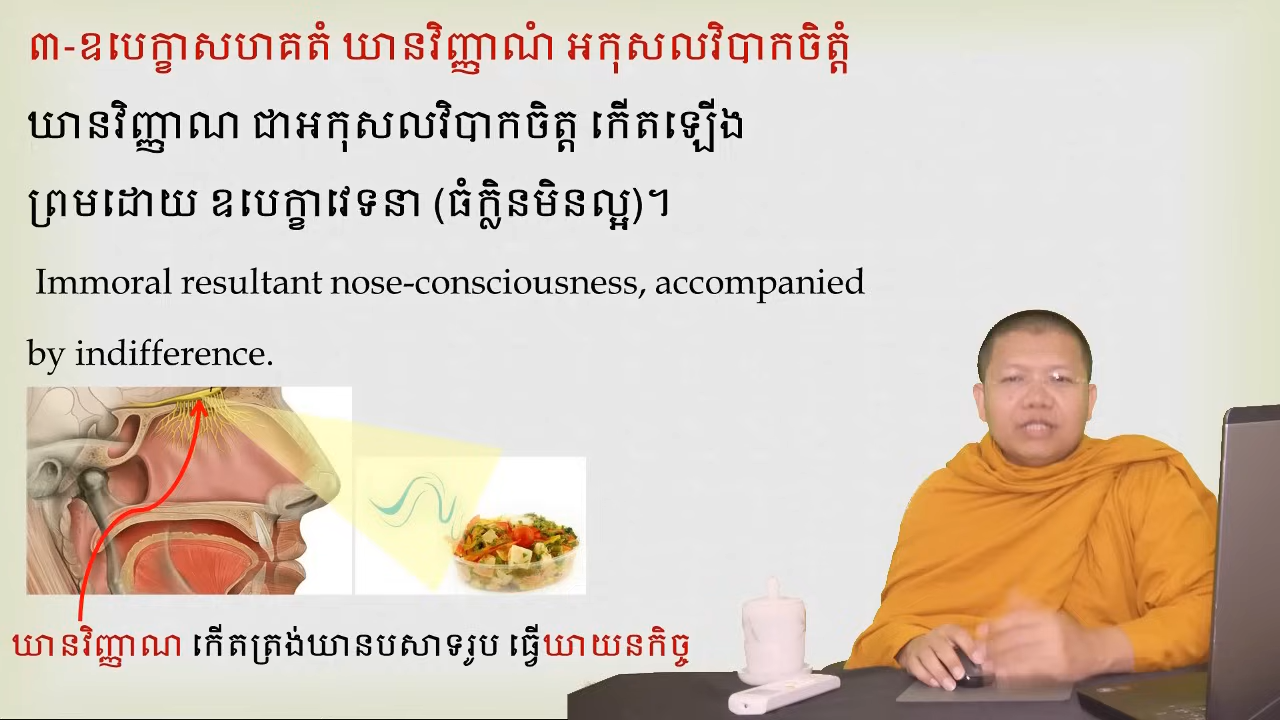 ៣-ឧបេក្ខាសហគតំ ឃានវិញ្ញាណំ អកុសលវិបាកចិត្តំ
ឃានវិញ្ញាណ ជាអកុសលវិបាកចិត្ត កើតឡើង
ព្រមដោយ ឧបេក្ខាវេទនា (ធំក្លិនមិនល្អ)។
Immoral resultant nose-consciousness, accompanied
by indifference.
ឃានវិញ្ញាណ កើតត្រង់ឃានបសាទរូប ធ្វើឃាយនកិច្ច